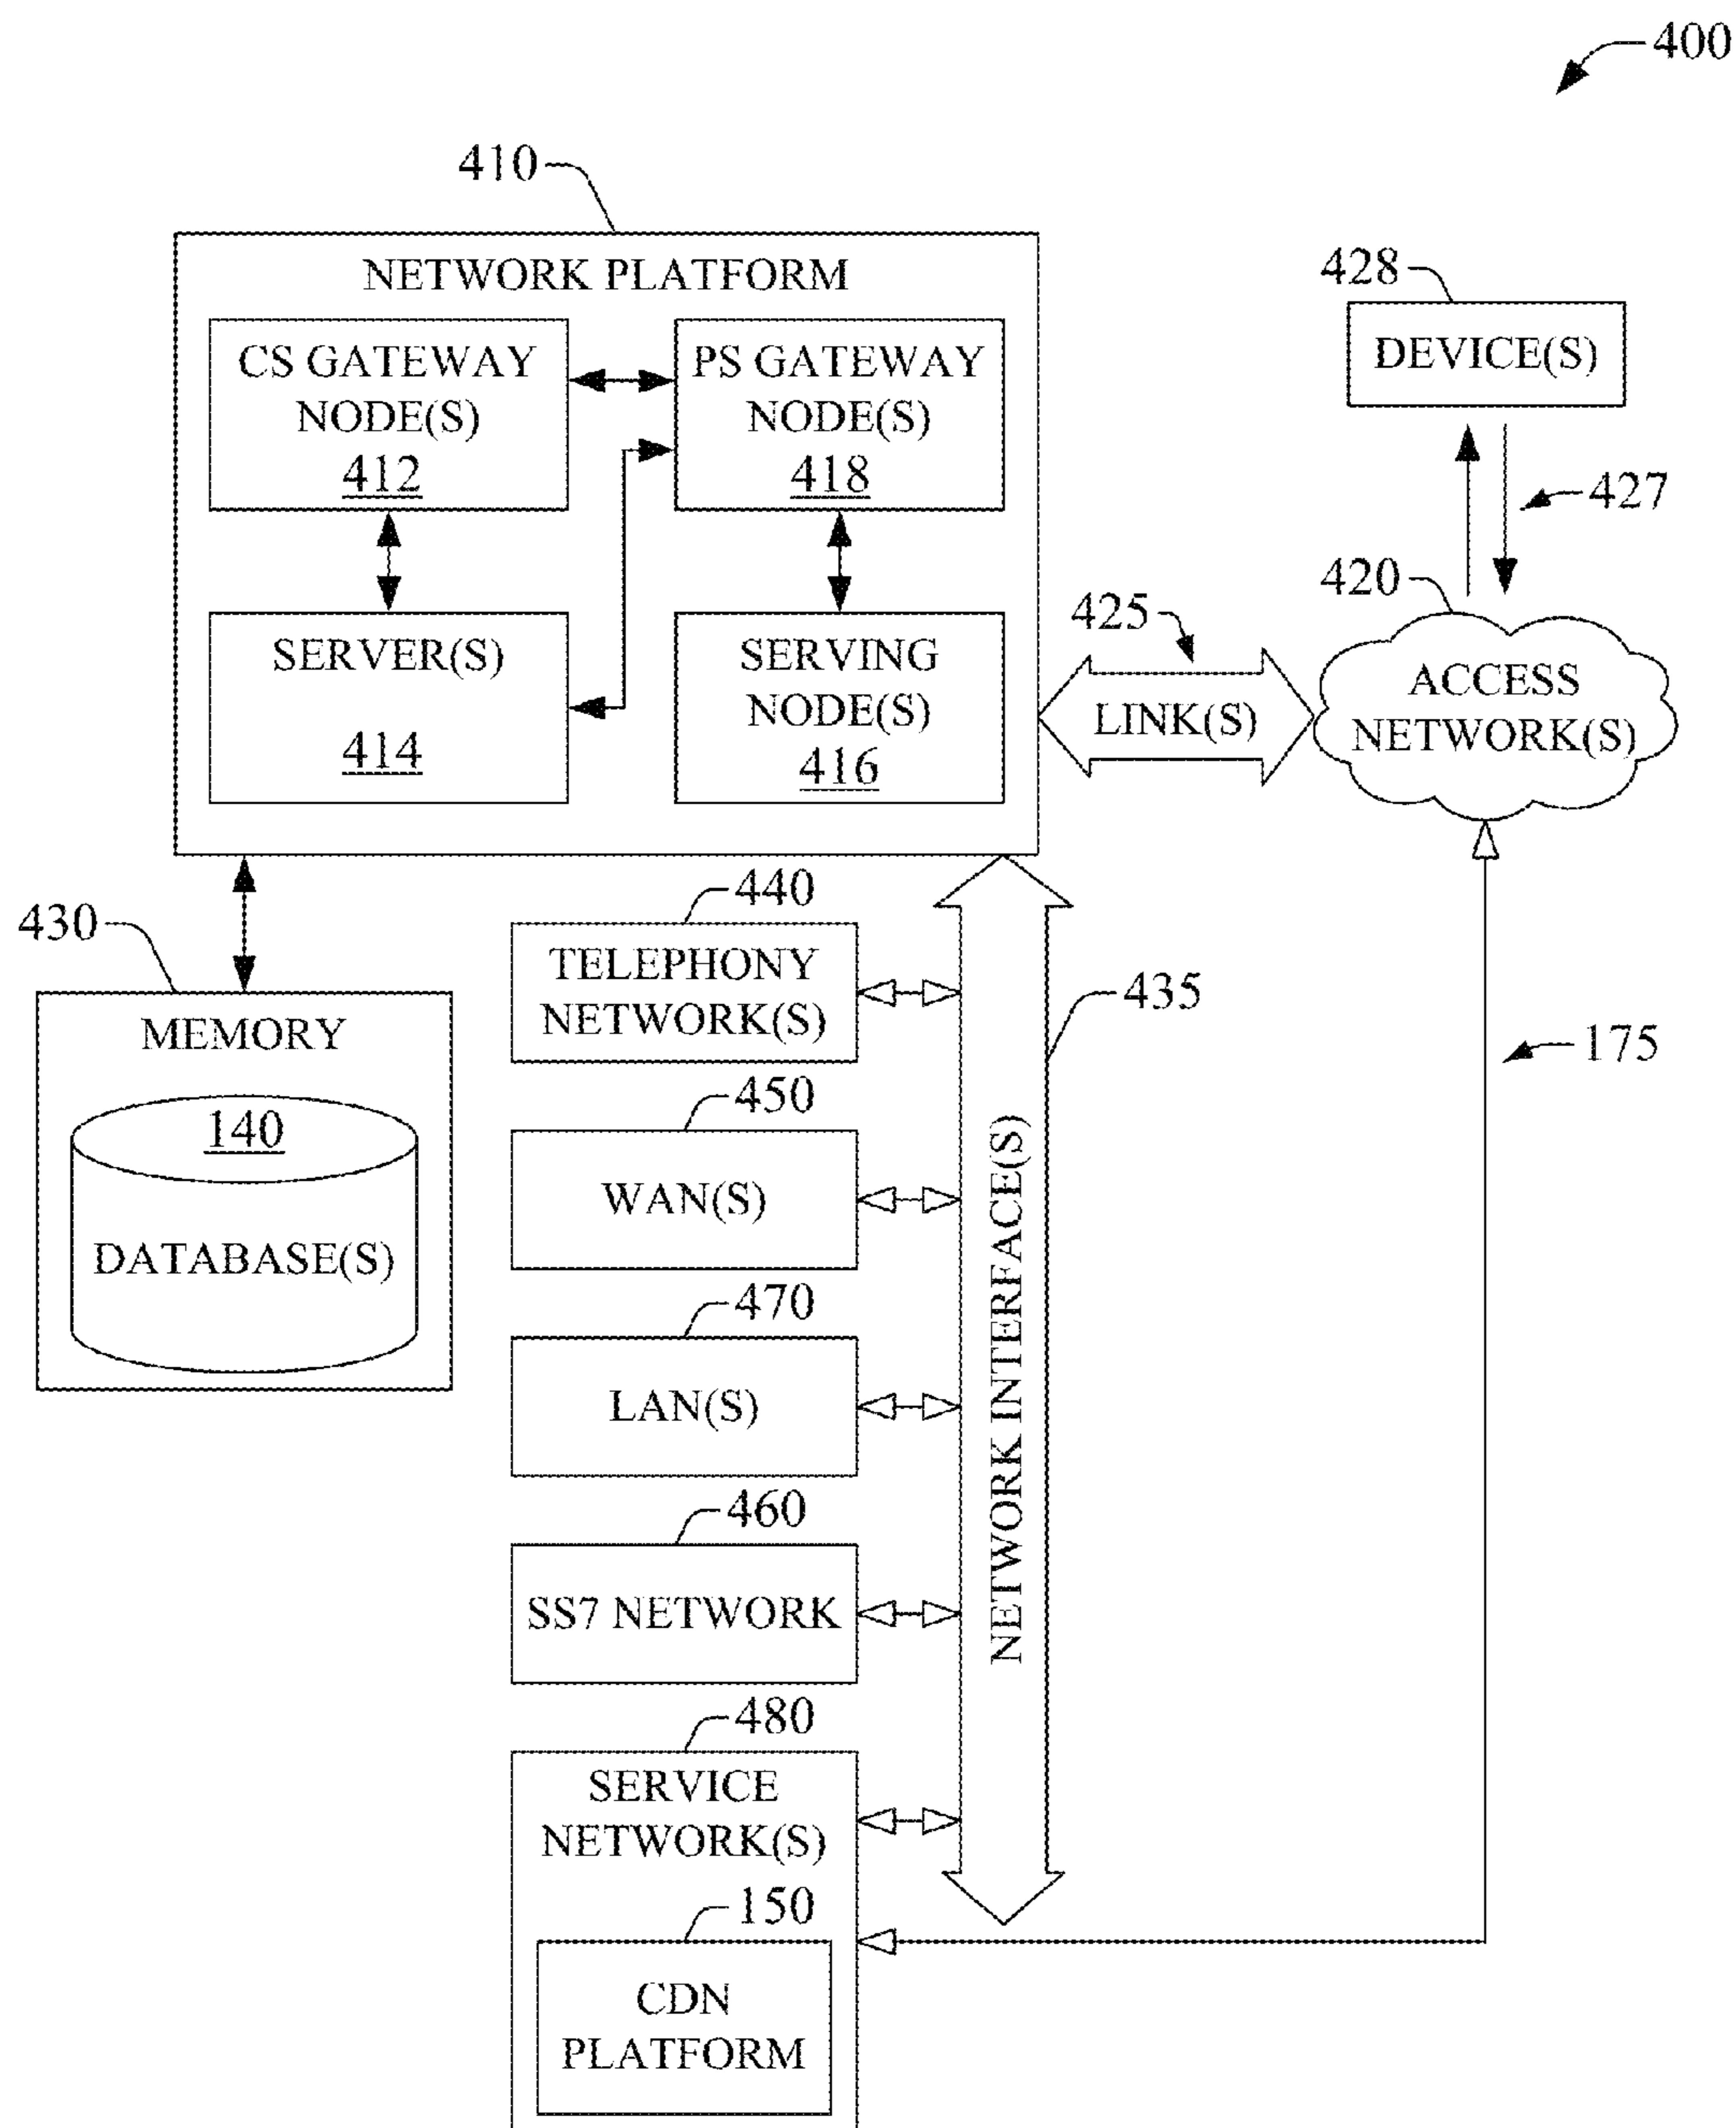 400
410
NETWORK PLATFORM
CS GATEWAY
NODE(S)
412
PS GATEWAY
NODE(S)
418
SERVER(S)
414
SERVING
NODE(S)
416
428
DEVICE(S)
427
420
ACCESS
NETWORK(S)
425
LINK(S)
430
MEMORY
140
DATABASE(S)
440
TELEPHONY
NETWORK(S)
450
WAN(S)
470
LAN(S)
460
SS7 NETWORK
480
SERVICE
NETWORK(S)
150
CDN
PLATFORM
NETWORK INTERFACE(S)
435
175